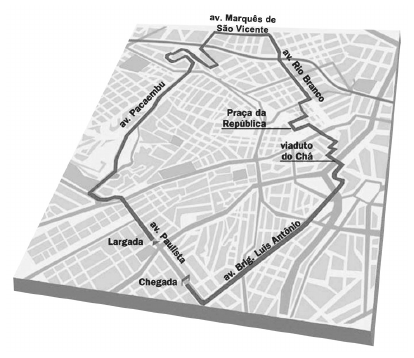 av. Marquês de
São Vicente
av. Rio Branco
av. Pacaembu
Praça da
República
viaduto
do Chá
av. Paulista
Largada
av. Brig. Luis Antônio
Chegada